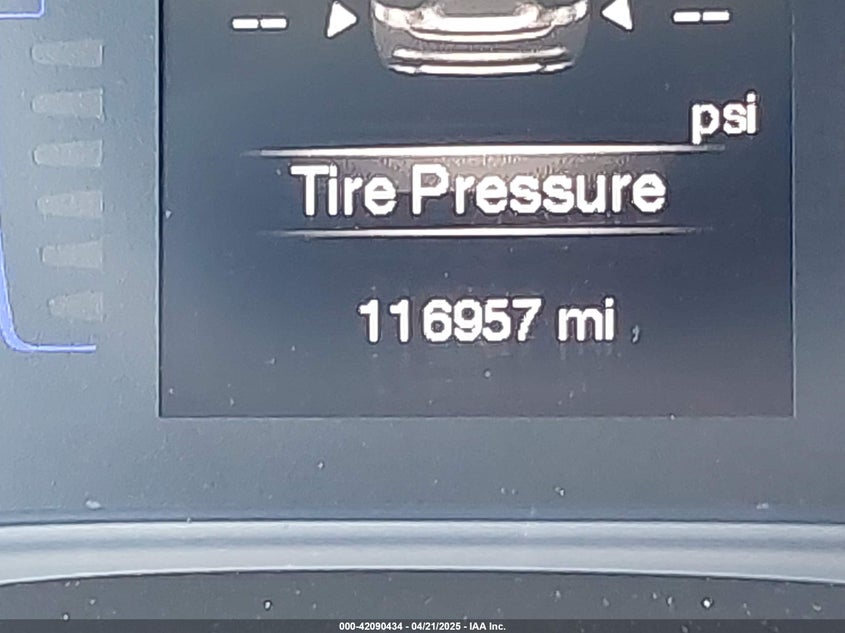 -- --
psi
Tire Pressure
116957 mi
000-42090434 - 04/21/2025 - IAA Inc.